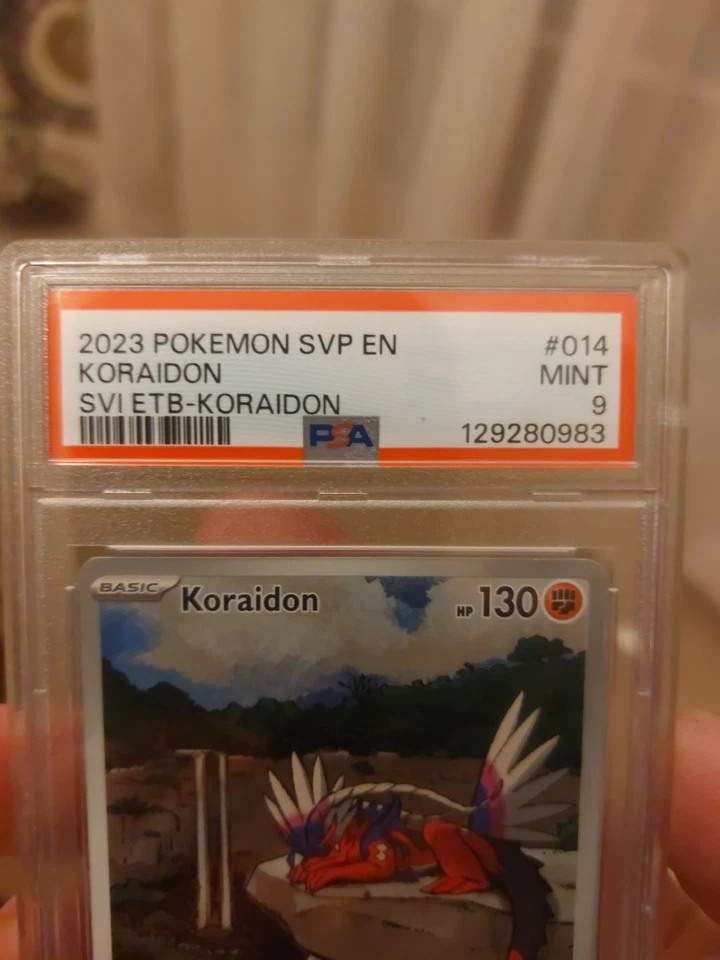 2023 POKEMON SVP EN #014
KORAIDON MINT
SVI ETB-KORAIDON 9
PSA 129280983
BASIC Koraidon HP 130